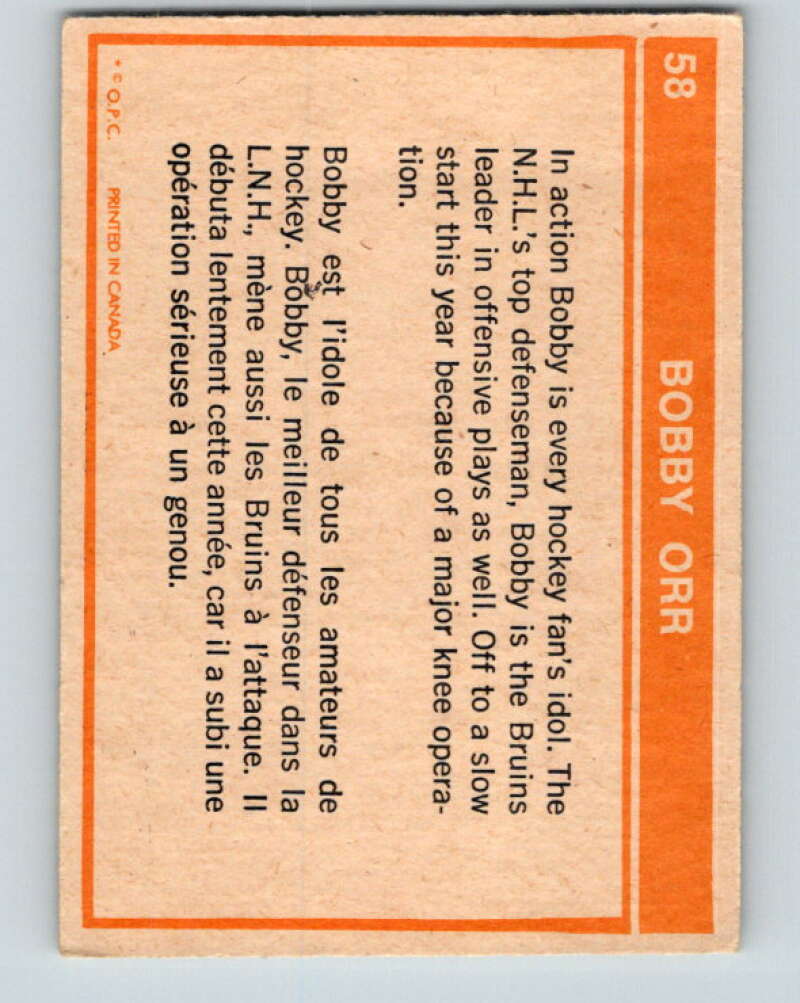 58
BOBBY ORR
In action Bobby is every hockey fan's idol. The
N.H.L.'s top defenseman, Bobby is the Bruins
leader in offensive plays as well. Off to a slow
start this year because of a major knee opera-
tion.
Bobby est l'idole de tous les amateurs de
hockey. Bobby, le meilleur défenseur dans la
L.N.H., mène aussi les Bruins à l'attaque. Il
débuta lentement cette année, car il a subi une
opération sérieuse à un genou.
* © O.P.C. PRINTED IN CANADA